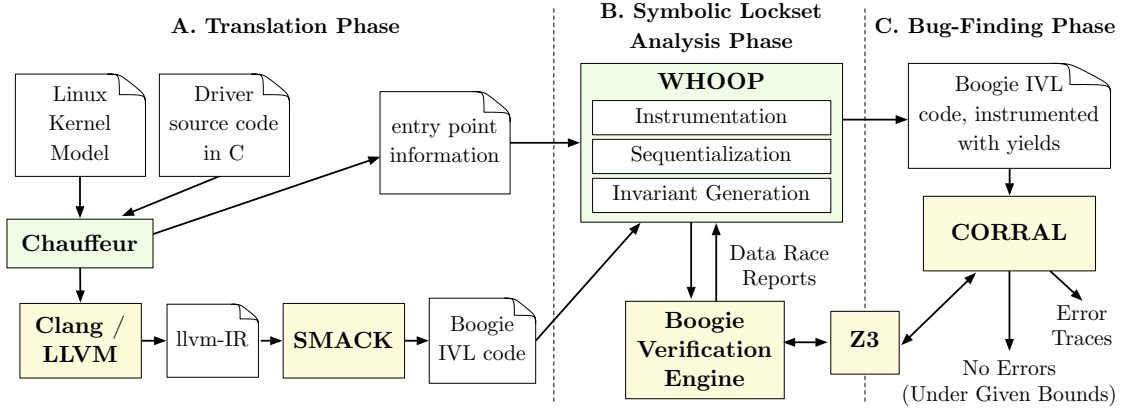 A. Translation Phase
Linux
Kernel
Model
Driver
source code
in C
entry point
information
Chauffeur
Clang /
LLVM
llvm-IR
SMACK
Boogie
IVL code
B. Symbolic Lockset
Analysis Phase
WHOOP
Instrumentation
Sequentialization
Invariant Generation
Data Race
Reports
Boogie
Verification
Engine
Z3
C. Bug-Finding Phase
Boogie IVL
code, instrumented
with yields
CORRAL
Error
Traces
No Errors
(Under Given Bounds)